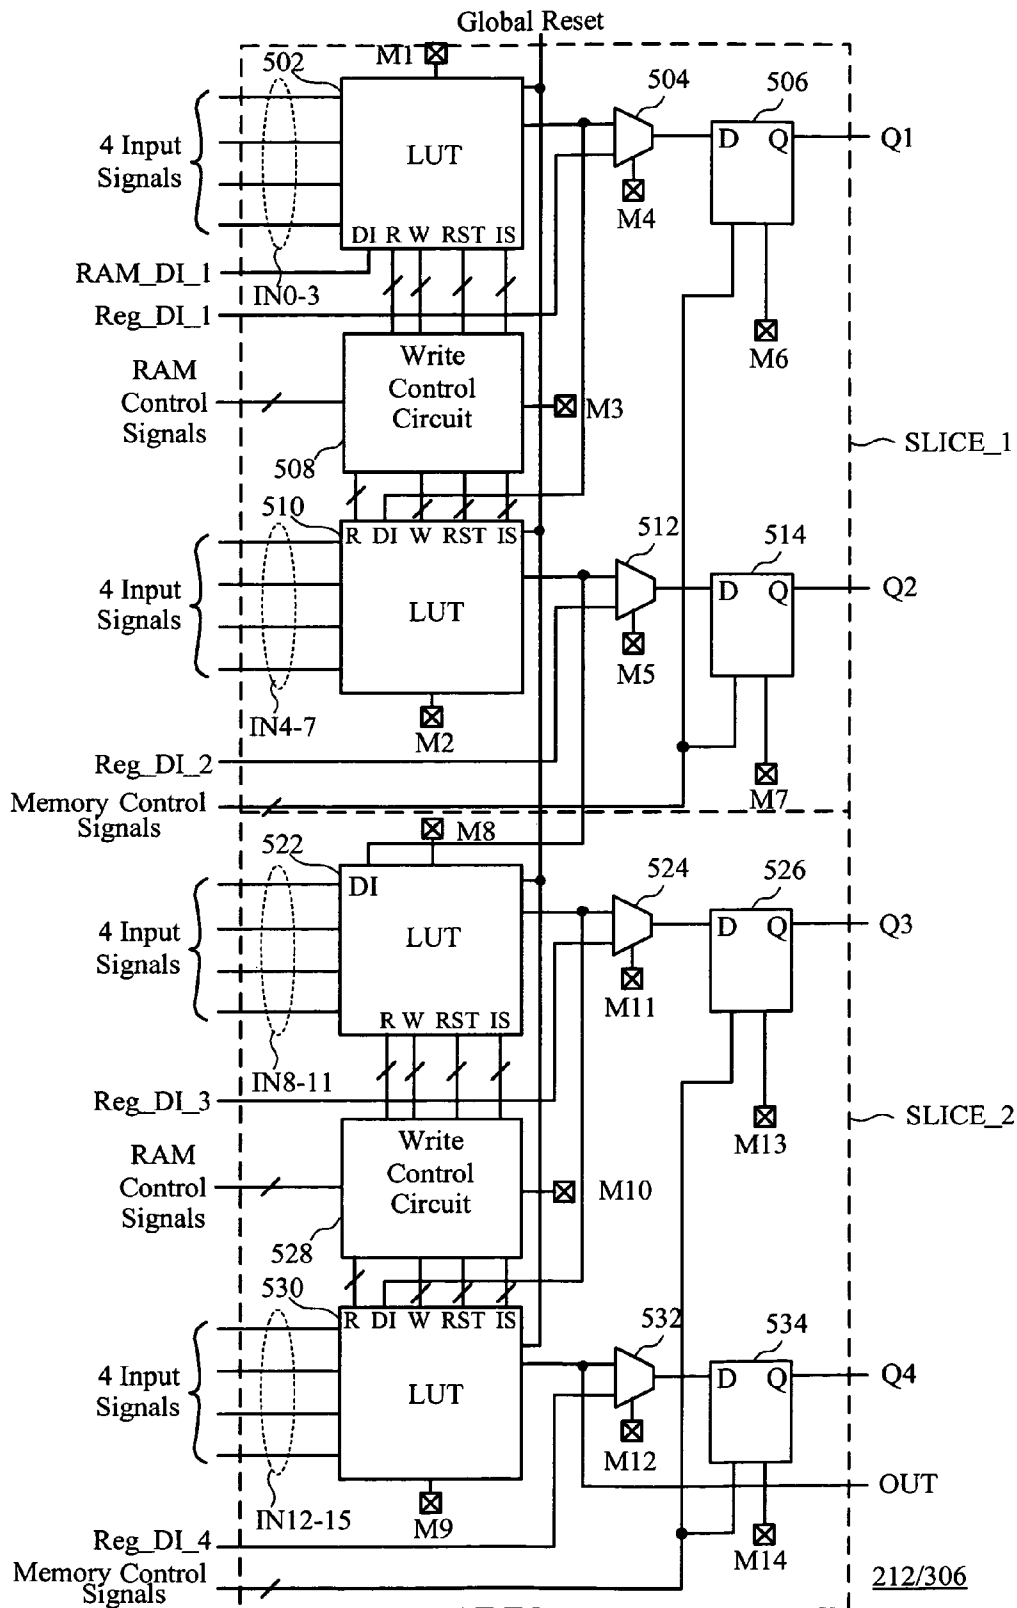 Global Reset
M1
502
504
506
4 Input
Signals
LUT
D Q
Q1
M4
DI R W RST IS
RAM_DI_1
IN0-3
Reg_DI_1
M6
RAM
Control
Signals
Write
Control
Circuit
M3
SLICE_1
508
510
R DI W RST IS
512
514
4 Input
Signals
LUT
D Q
Q2
M5
IN4-7
M2
Reg_DI_2
M7
Memory Control
Signals
M8
522
524
526
DI
4 Input
Signals
LUT
D Q
Q3
M11
R W RST IS
IN8-11
Reg_DI_3
SLICE_2
M13
RAM
Control
Signals
Write
Control
Circuit
M10
528
530
R DI W RST IS
532
534
4 Input
Signals
LUT
D Q
Q4
M12
OUT
IN12-15
M9
Reg_DI_4
M14
Memory Control
Signals
212/306